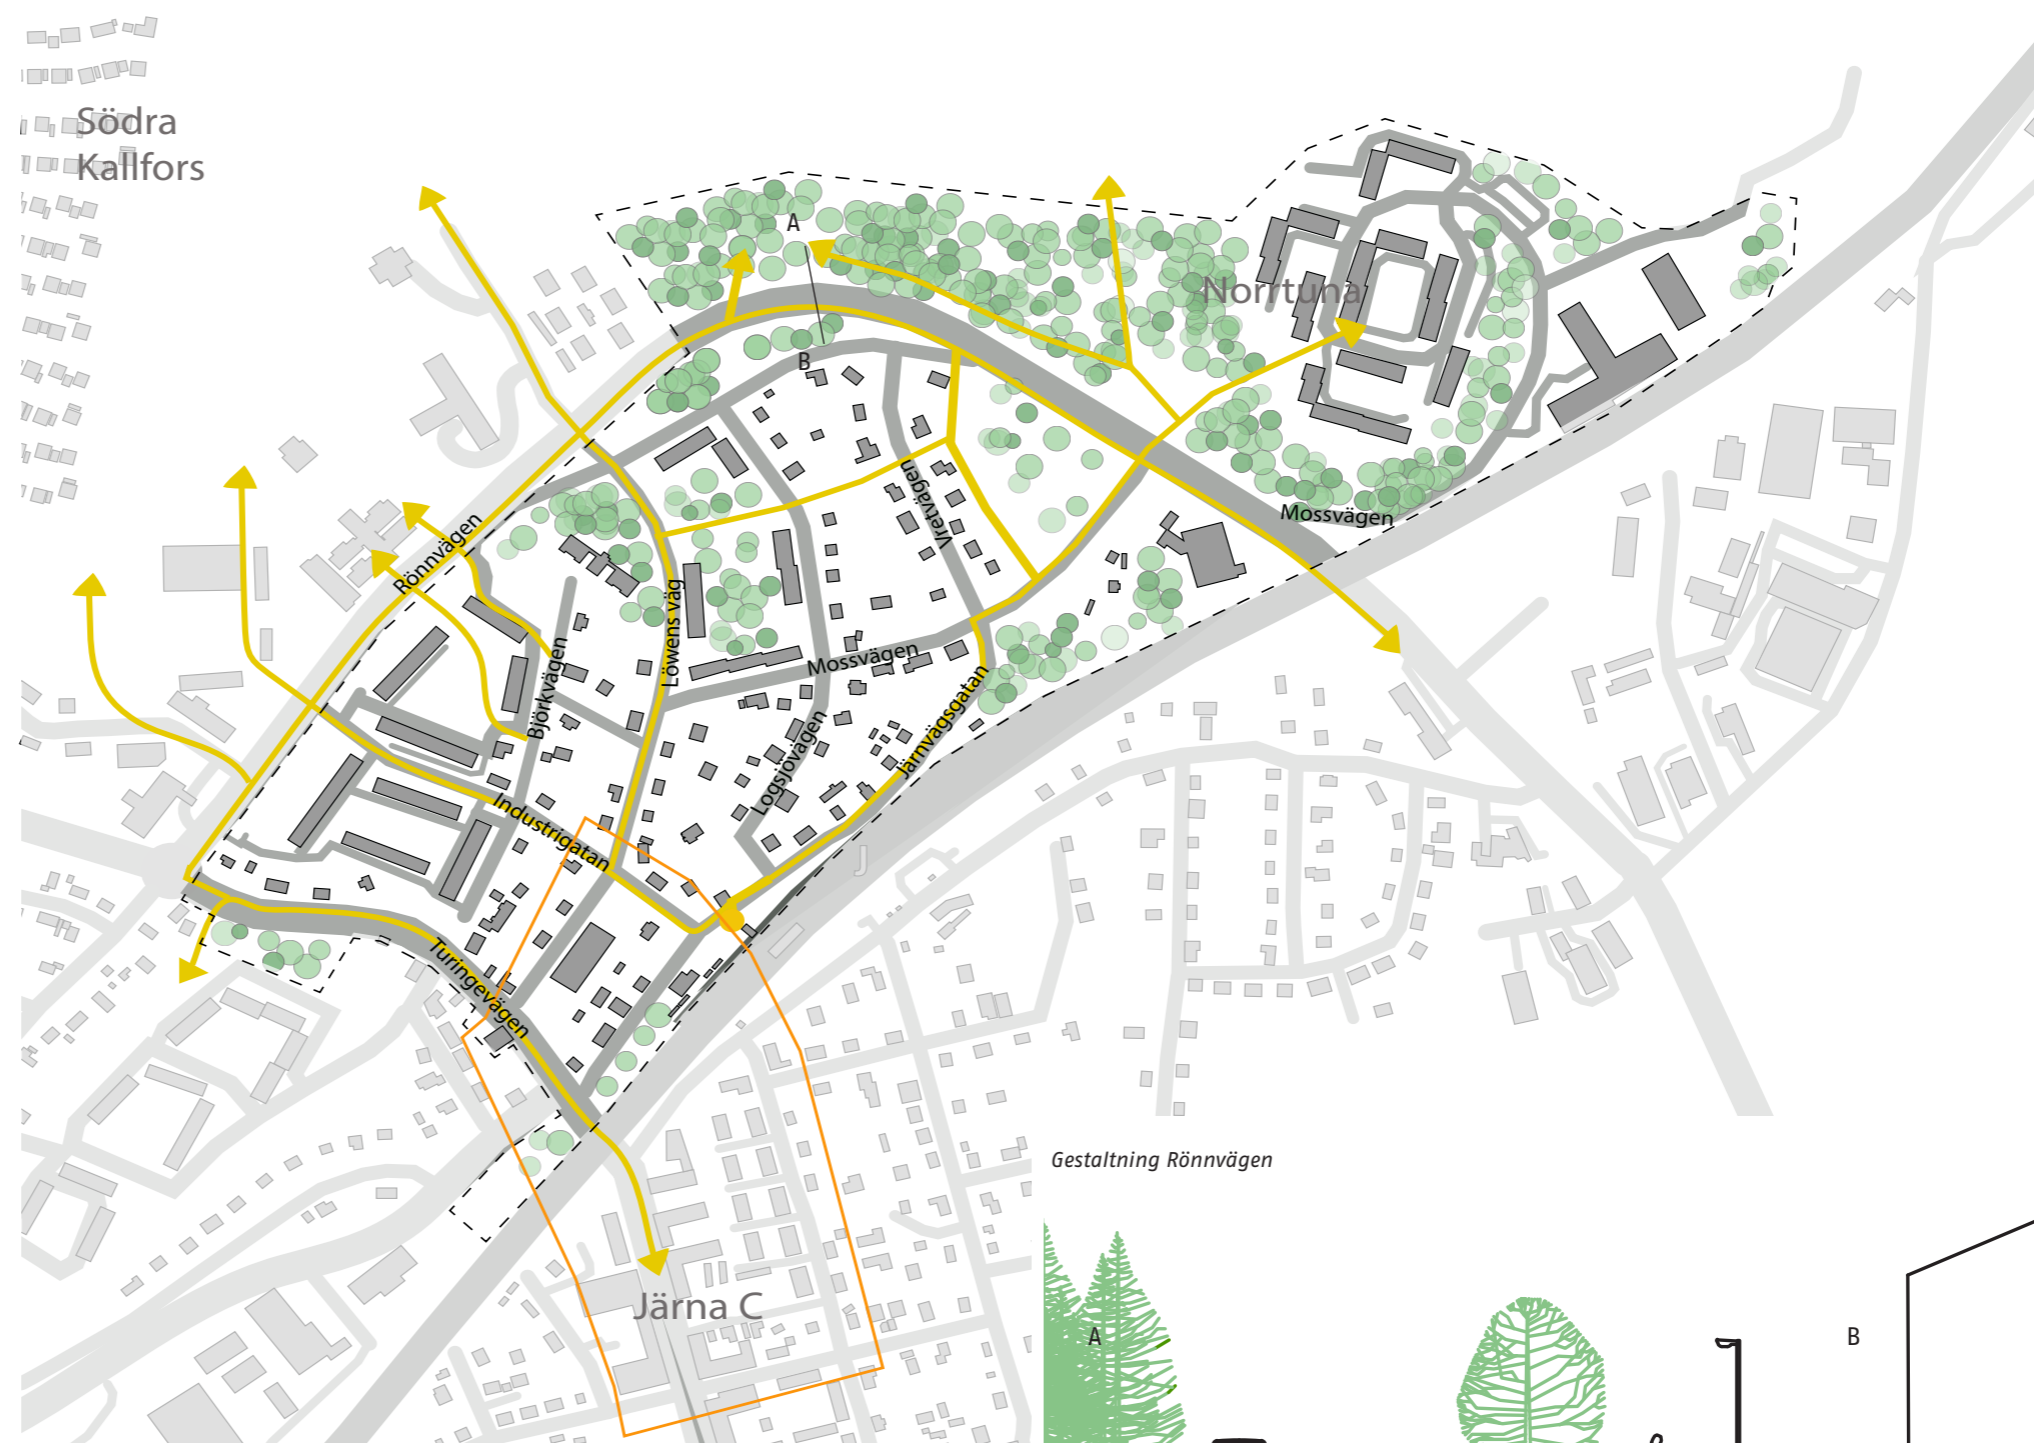 Södra
Kallfors
A
B
Norrtuna
Mossvägen
Rönnvägen
Vretvägen
Löwens väg
Björkvägen
Mossvägen
Järnvägsgatan
Logsjövägen
Industrigatan
J
Turingevägen
Järna C
Gestaltning Rönnvägen
A
B